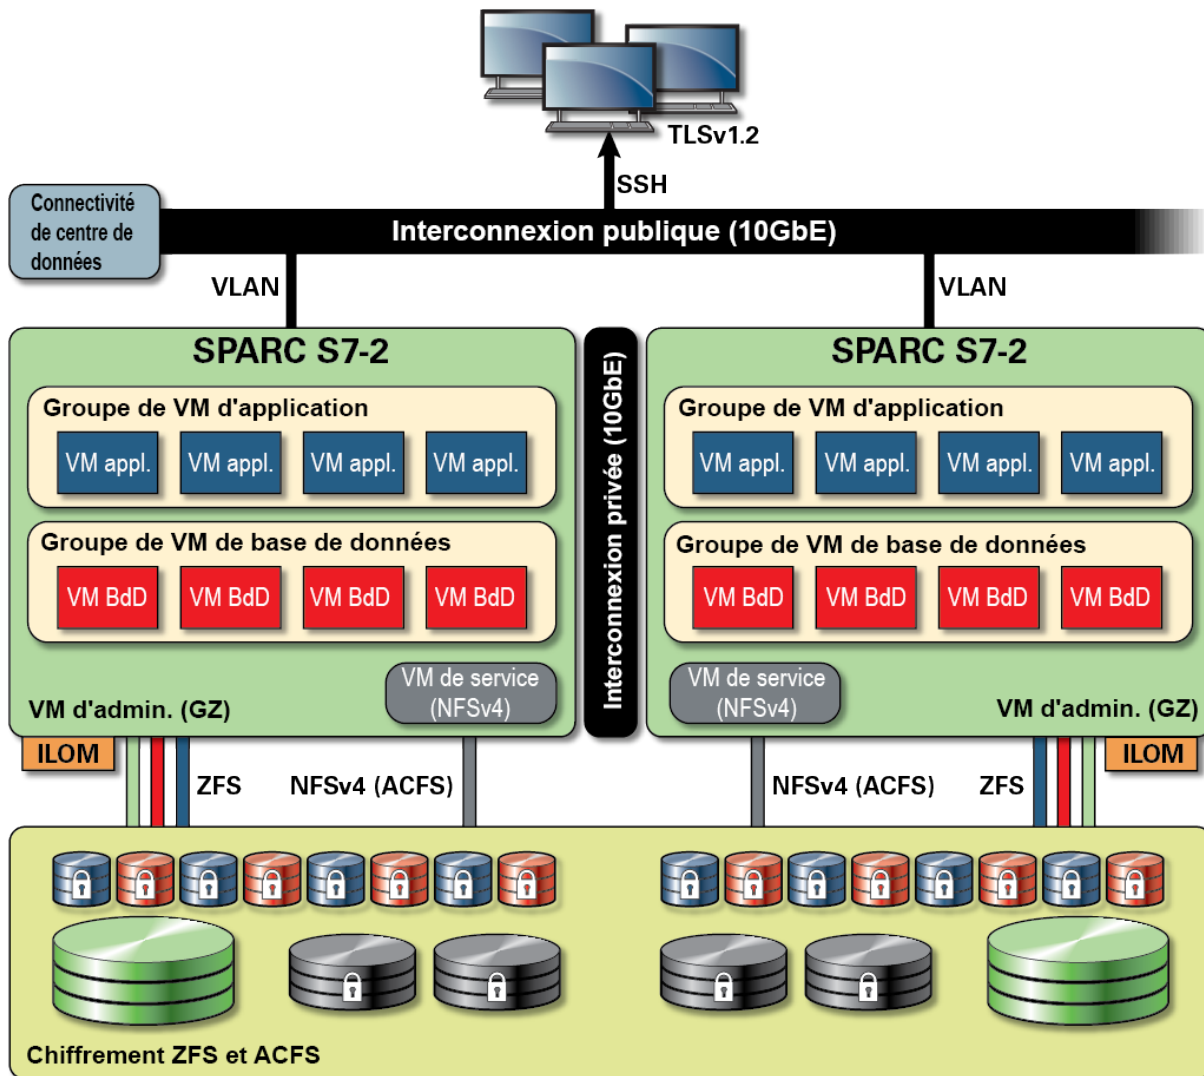 TLSv1.2
SSH
Connectivité
de centre de
données
Interconnexion publique (10GbE)
VLAN
VLAN
SPARC S7-2
Groupe de VM d'application
VM appl.
VM appl.
VM appl.
VM appl.
Groupe de VM de base de données
VM BdD
VM BdD
VM BdD
VM BdD
VM de service
(NFSv4)
VM d'admin. (GZ)
Interconnexion privée (10GbE)
SPARC S7-2
Groupe de VM d'application
VM appl.
VM appl.
VM appl.
VM appl.
Groupe de VM de base de données
VM BdD
VM BdD
VM BdD
VM BdD
VM de service
(NFSv4)
VM d'admin. (GZ)
ILOM
ZFS
NFSv4 (ACFS)
NFSv4 (ACFS)
ZFS
ILOM
Chiffrement ZFS et ACFS